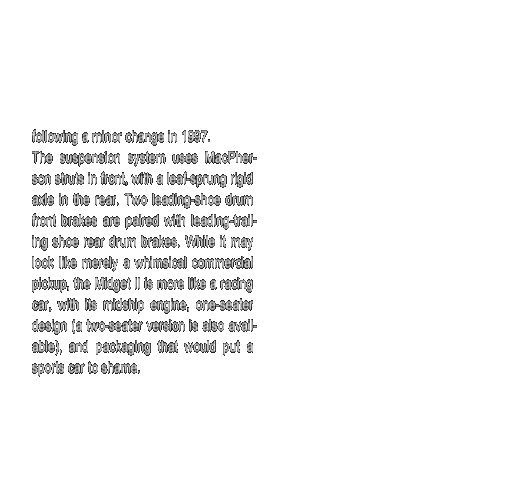 following a minor change in 1997.
The suspension system uses MacPher-
son struts in front, with a leaf-sprung rigid
axle in the rear. Two leading-shoe drum
front brakes are paired with leading-trail-
ing shoe rear drum brakes. While it may
look like merely a whimsical commercial
pickup, the Midget II is more like a racing
car, with its midship engine, one-seater
design (a two-seater version is also avail-
able), and packaging that would put a
sports car to shame.